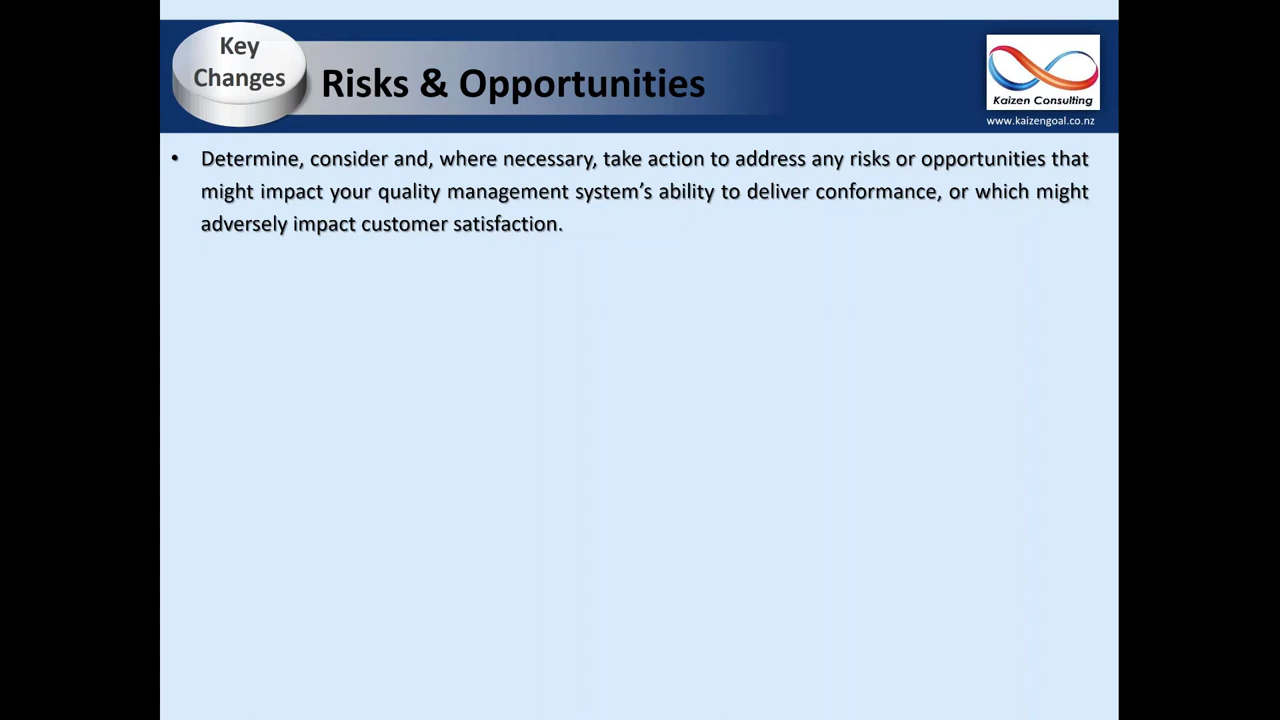 Key
Changes
Risks & Opportunities
Kaizen Consulting
www.kaizengoal.co.nz
• Determine, consider and, where necessary, take action to address any risks or opportunities that
might impact your quality management system’s ability to deliver conformance, or which might
adversely impact customer satisfaction.